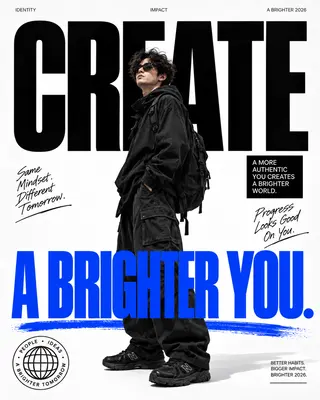 IDENTITY
IMPACT
A BRIGHTER 2026
CREATE
Same
Mindset.
Different
Tomorrow.
A MORE
AUTHENTIC
YOU CREATES
A BRIGHTER
WORLD.
Progress
Looks Good
On You.
A BRIGHTER YOU.
PEOPLE • IDEAS
A BRIGHTER TOMORROW
BETTER HABITS.
BIGGER IMPACT.
BRIGHTER 2026.